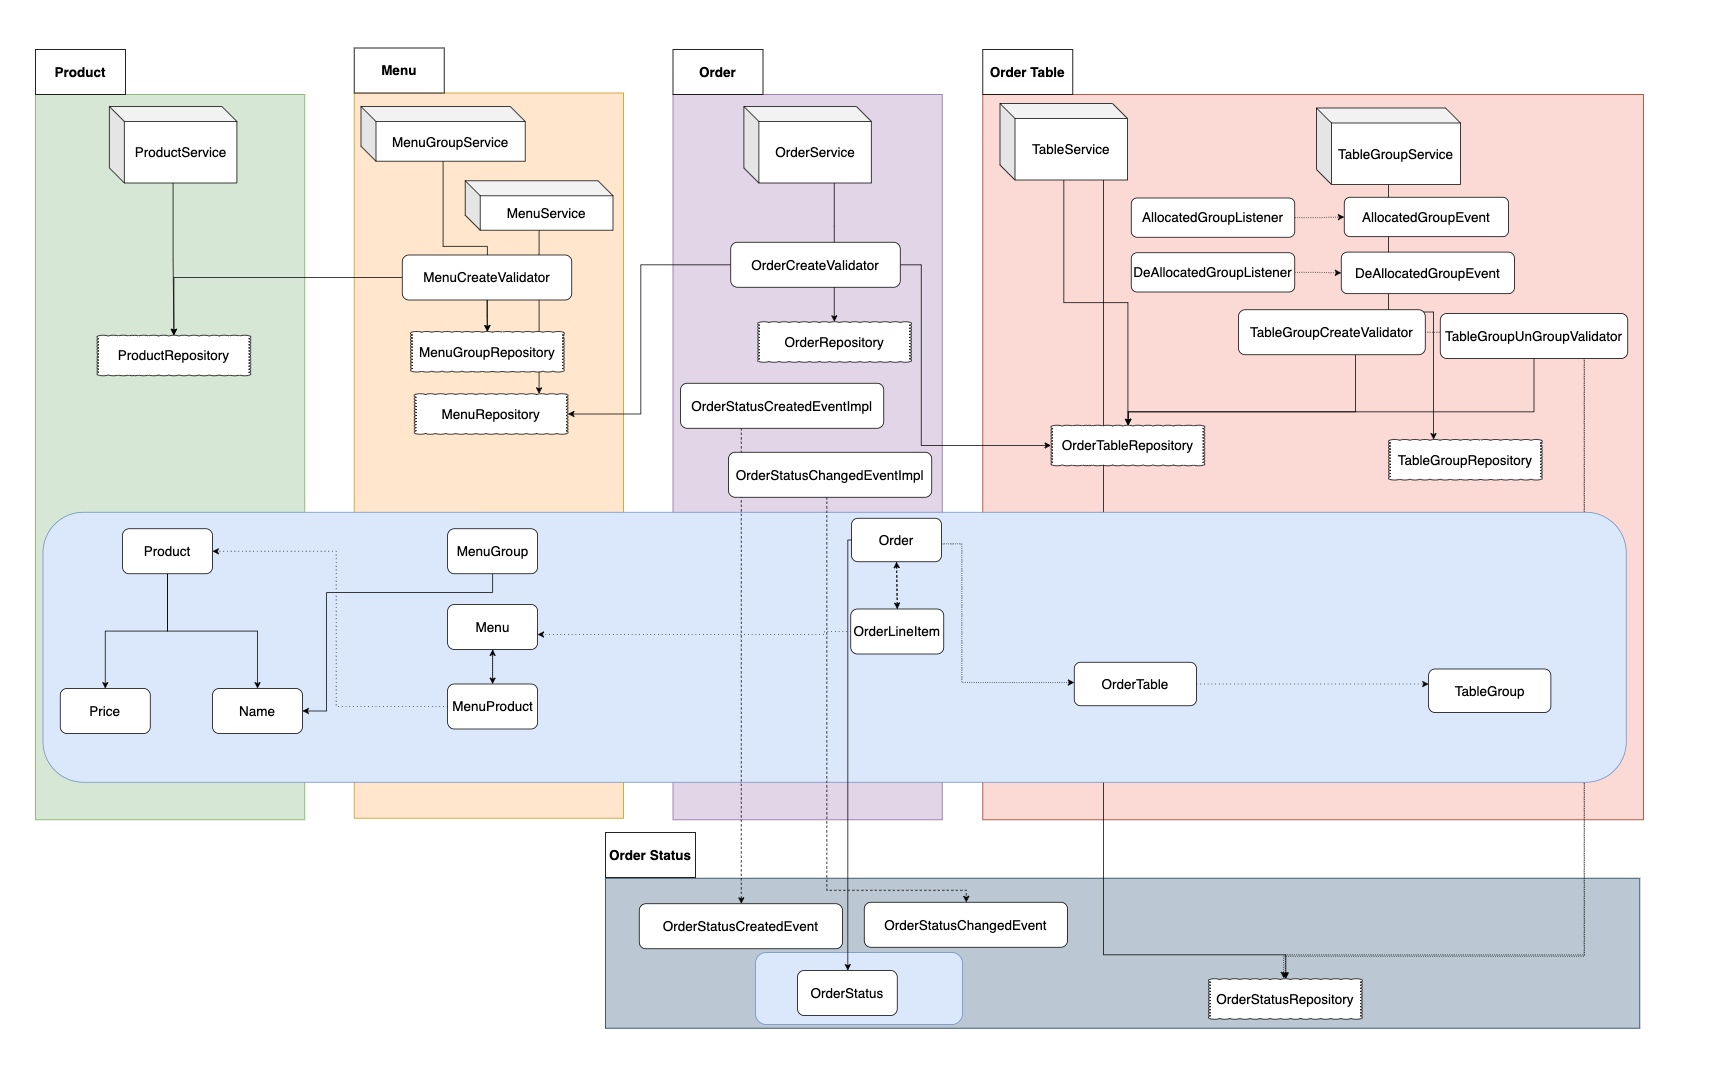 Product
Menu
Order
Order Table
ProductService
MenuGroupService
MenuService
OrderService
TableService
TableGroupService
AllocatedGroupListener
AllocatedGroupEvent
DeAllocatedGroupListener
DeAllocatedGroupEvent
MenuCreateValidator
OrderCreateValidator
TableGroupCreateValidator
TableGroupUnGroupValidator
ProductRepository
MenuGroupRepository
OrderRepository
MenuRepository
OrderStatusCreatedEventImpl
OrderTableRepository
TableGroupRepository
OrderStatusChangedEventImpl
Product
MenuGroup
Order
Menu
OrderLineItem
Price
Name
MenuProduct
OrderTable
TableGroup
Order Status
OrderStatusCreatedEvent
OrderStatusChangedEvent
OrderStatus
OrderStatusRepository